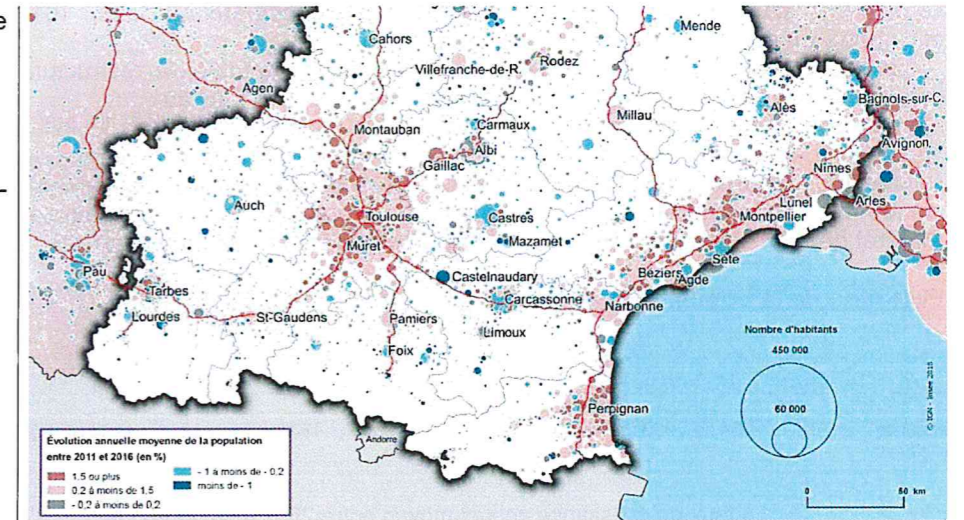 e
Cahors
Mende
Villefranche-de-R.
Rodez
Agen
Millau
Alès
Bagnols-sur-C.
Montauban
Carmaux
Albi
Avignon
Gaillac
Nîmes
Auch
Toulouse
Castres
Lunel
Arles
Montpellier
Muret
Mazamet
Pau
Castelnaudary
Béziers
Sète
Agde
Tarbes
Carcassonne
Narbonne
Lourdes
St-Gaudens
Pamiers
Limoux
Foix
Perpignan
Andorre
Nombre d'habitants
450 000
60 000
© IGN - Insee 2018
Évolution annuelle moyenne de la population
entre 2011 et 2016 (en %)
1,5 ou plus
0,2 à moins de 1,5
- 0,2 à moins de 0,2
- 1 à moins de - 0,2
moins de - 1
0 50 km